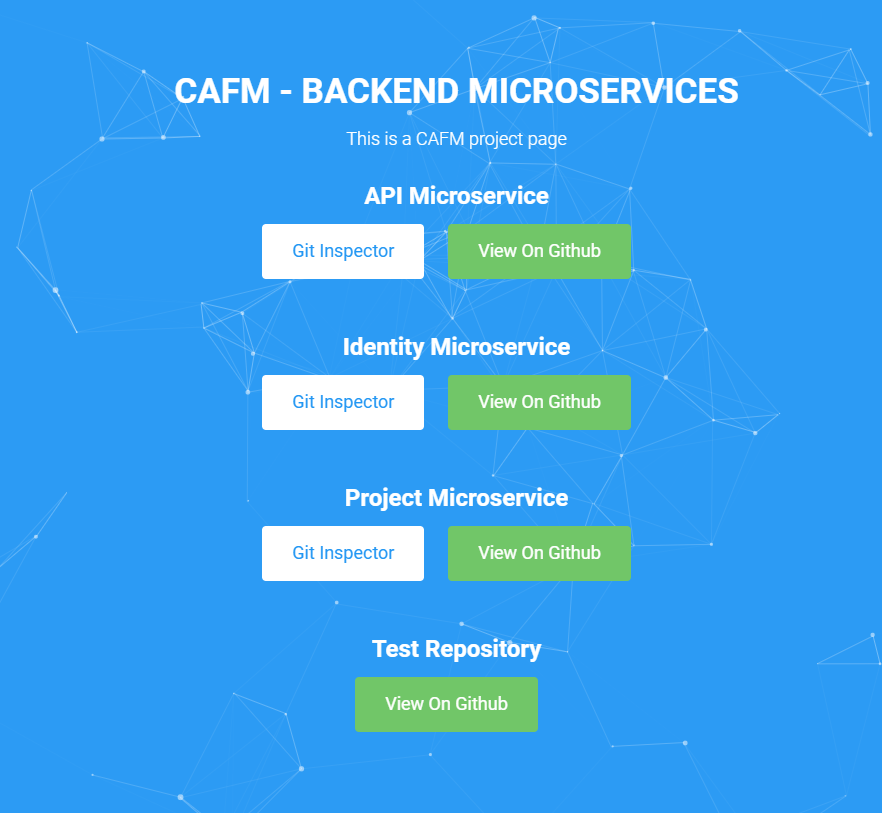 CAFM - BACKEND MICROSERVICES
This is a CAFM project page
API Microservice
Git Inspector View On Github
Identity Microservice
Git Inspector View On Github
Project Microservice
Git Inspector View On Github
Test Repository
View On Github